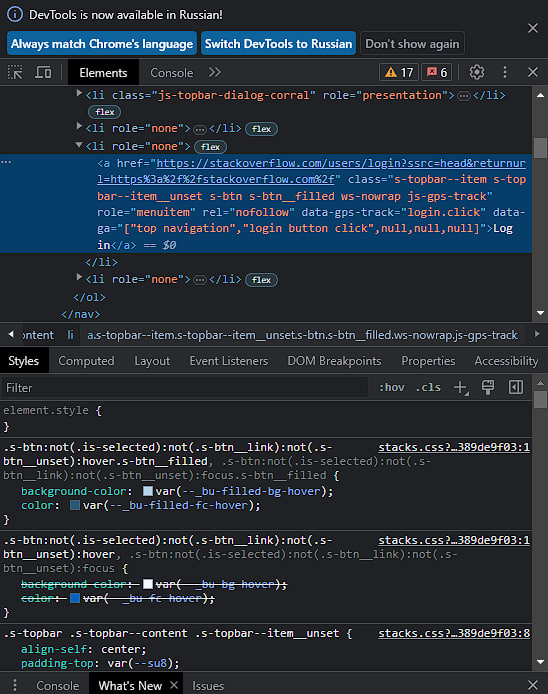 DevTools is now available in Russian!
Always match Chrome's language Switch DevTools to Russian Don't show again
Elements Console 17 6
<li class="js-topbar-dialog-corral" role="presentation">…</li>
flex
<li role="none">…</li> flex
<li role="none"> flex
<a href="https://stackoverflow.com/users/login?ssrc=head&returnur
l=https%3a%2f%2fstackoverflow.com%2f" class="s-topbar--item s-top
bar--item__unset s-btn s-btn__filled ws-nowrap js-gps-track"
role="menuitem" rel="nofollow" data-gps-track="login.click" data-
ga="["top navigation","login button click",null,null,null]">Log
in</a> == $0
</li>
<li role="none">…</li> flex
</ol>
</nav>
ontent li a.s-topbar--item.s-topbar--item__unset.s-btn.s-btn__filled.ws-nowrap.js-gps-track
Styles Computed Layout Event Listeners DOM Breakpoints Properties Accessibility
Filter :hov .cls
element.style {
}
.s-btn:not(.is-selected):not(.s-btn__link):not(.s- stacks.css?…389de9f03:1
btn__unset):hover.s-btn__filled, .s-btn:not(.is-selected):not(.s-
btn__link):not(.s-btn__unset):focus.s-btn__filled {
background-color: var(--_bu-filled-bg-hover);
color: var(--_bu-filled-fc-hover);
}
.s-btn:not(.is-selected):not(.s-btn__link):not(.s- stacks.css?…389de9f03:1
btn__unset):hover, .s-btn:not(.is-selected):not(.s-btn__link):not(.s-
btn__unset):focus {
background-color: var(--_bu-bg-hover);
color: var(--_bu-fc-hover);
}
.s-topbar .s-topbar--content .s-topbar--item__unset { stacks.css?…389de9f03:8
align-self: center;
padding-top: var(--su8);
Console What's New Issues